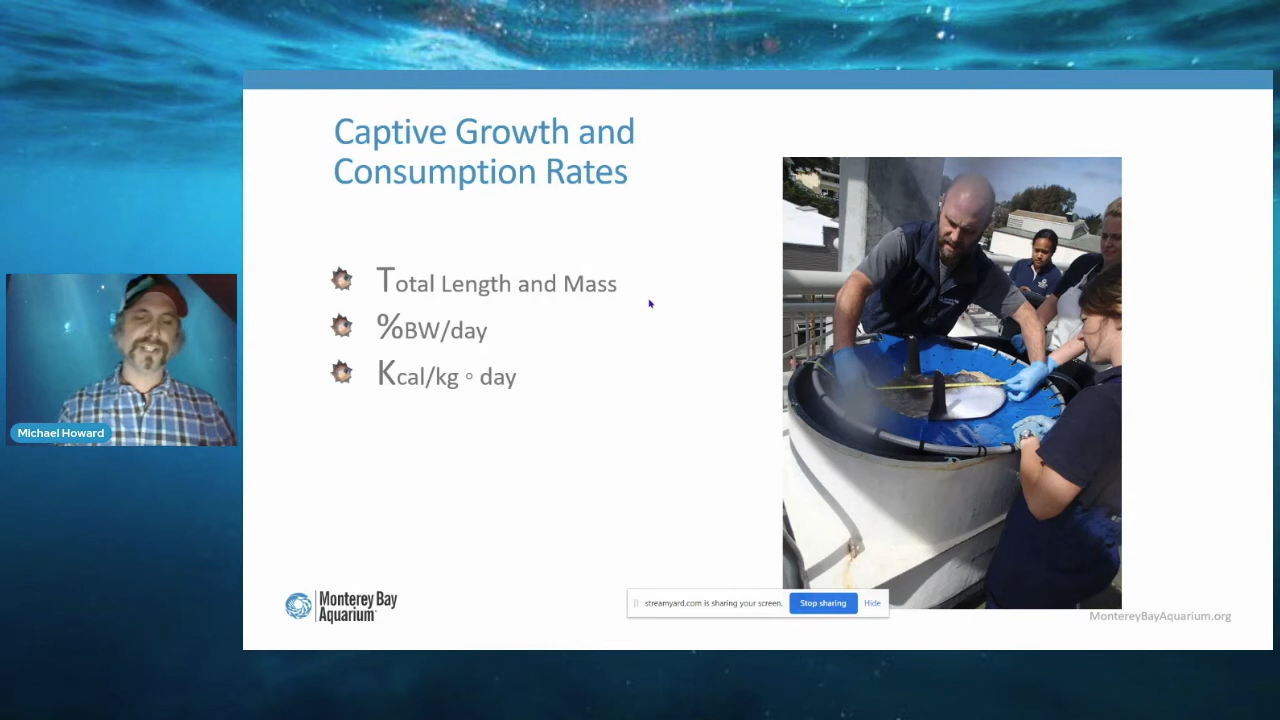 Captive Growth and
Consumption Rates
Total Length and Mass
%BW/day
Kcal/kg ◦ day
Michael Howard
Monterey Bay
Aquarium
streamyard.com is sharing your screen. Stop sharing Hide
MontereyBayAquarium.org